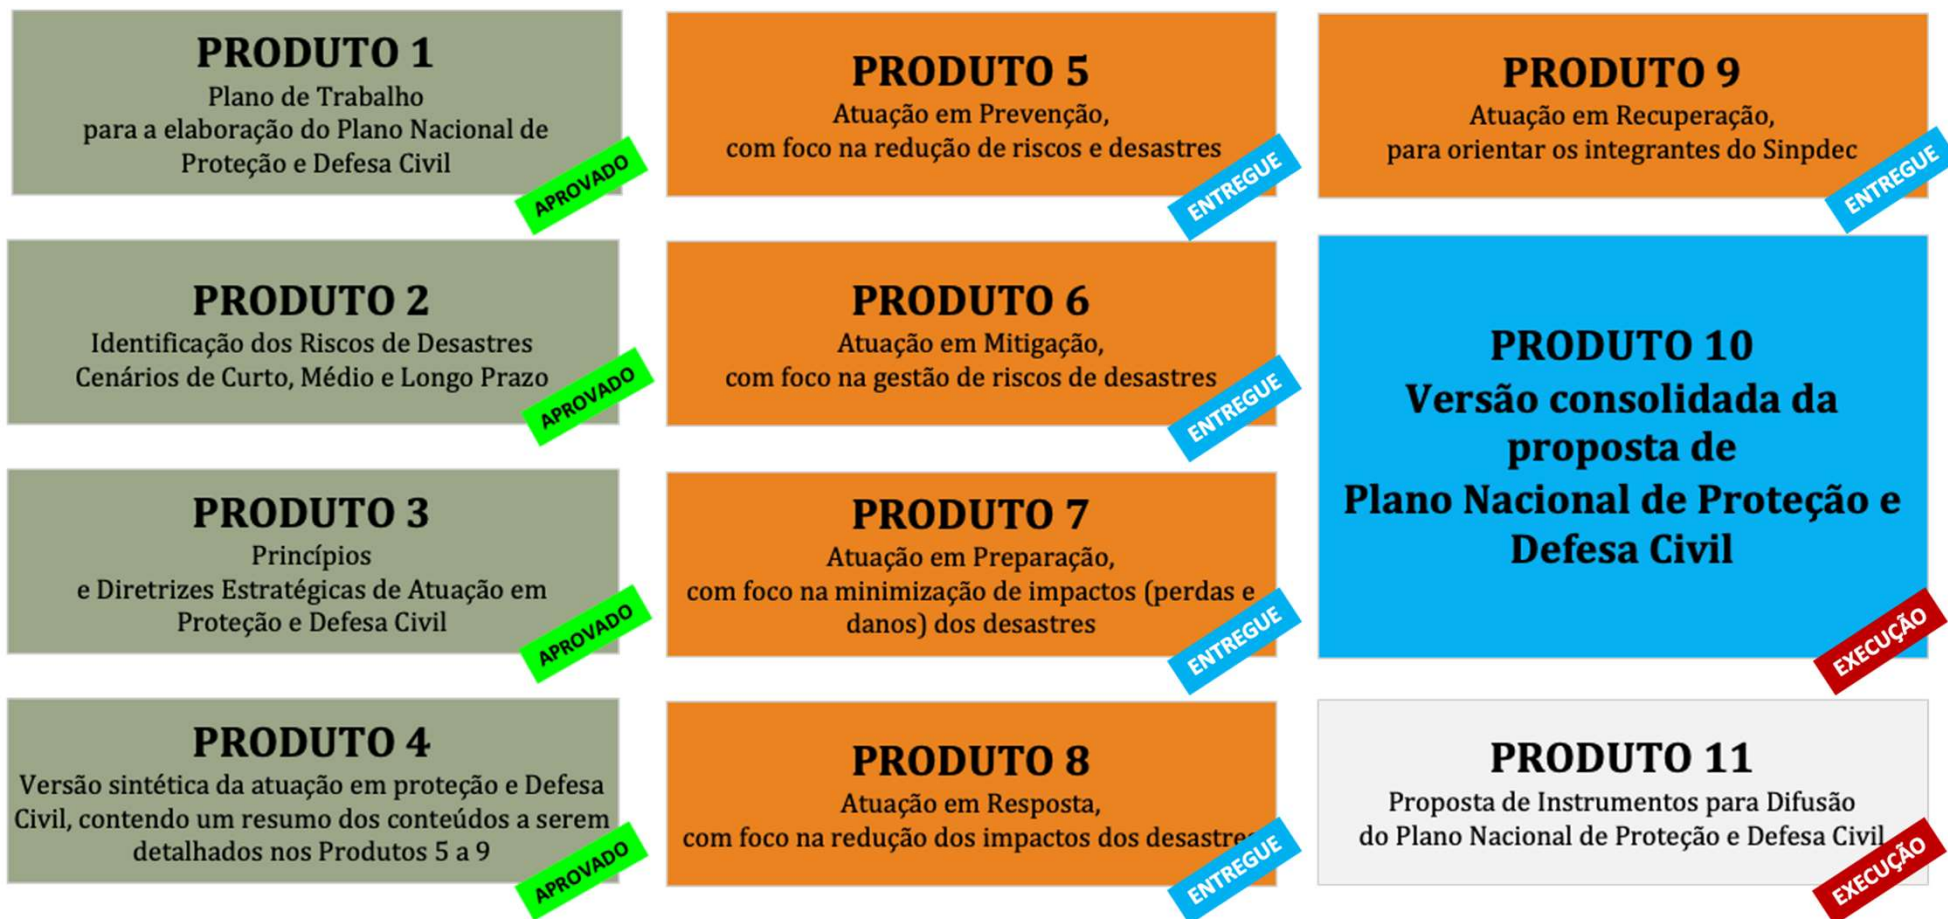 PRODUTO 1
Plano de Trabalho
para a elaboração do Plano Nacional de
Proteção e Defesa Civil
APROVADO
PRODUTO 2
Identificação dos Riscos de Desastres
Cenários de Curto, Médio e Longo Prazo
APROVADO
PRODUTO 3
Princípios
e Diretrizes Estratégicas de Atuação em
Proteção e Defesa Civil
APROVADO
PRODUTO 4
Versão sintética da atuação em proteção e Defesa
Civil, contendo um resumo dos conteúdos a serem
detalhados nos Produtos 5 a 9
APROVADO
PRODUTO 5
Atuação em Prevenção,
com foco na redução de riscos e desastres
ENTREGUE
PRODUTO 6
Atuação em Mitigação,
com foco na gestão de riscos de desastres
ENTREGUE
PRODUTO 7
Atuação em Preparação,
com foco na minimização de impactos (perdas e
danos) dos desastres
ENTREGUE
PRODUTO 8
Atuação em Resposta,
com foco na redução dos impactos dos desastres
ENTREGUE
PRODUTO 9
Atuação em Recuperação,
para orientar os integrantes do Sinpdec
ENTREGUE
PRODUTO 10
Versão consolidada da
proposta de
Plano Nacional de Proteção e
Defesa Civil
EXECUÇÃO
PRODUTO 11
Proposta de Instrumentos para Difusão
do Plano Nacional de Proteção e Defesa Civil
EXECUÇÃO